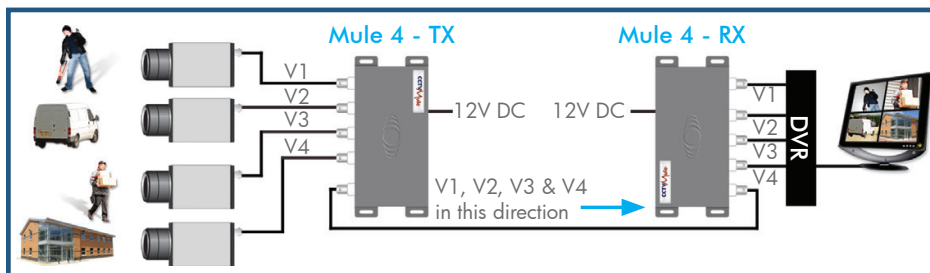 Mule 4 - TX
Mule 4 - RX
V1
V2
V3
V4
12V DC
12V DC
V1, V2, V3 & V4
in this direction
V1
V2
V3
V4
DVR